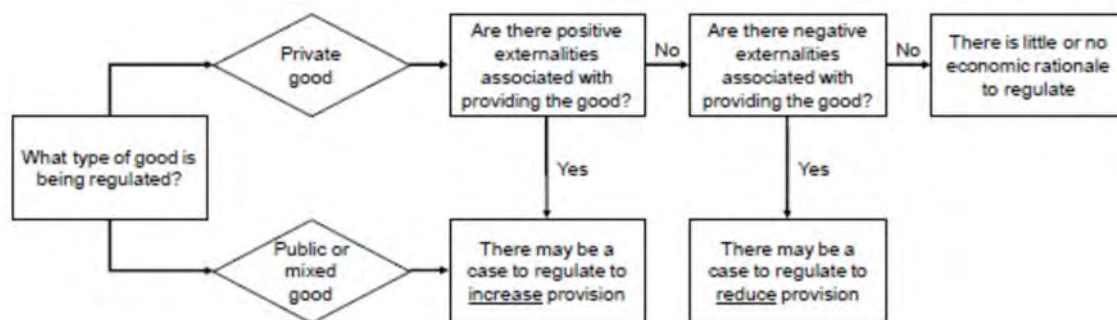 What type of good is
being regulated?
Private
good
Are there positive
externalities
associated with
providing the good?
No
Are there negative
externalities
associated with
providing the good?
No
There is little or no
economic rationale
to regulate
Yes
Yes
Public or
mixed
good
There may be a
case to regulate to
increase provision
There may be a
case to regulate to
reduce provision